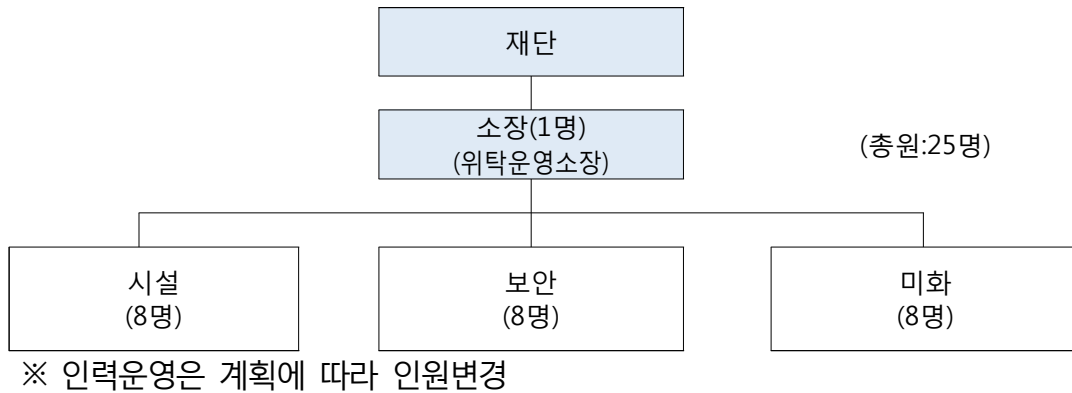 재단
소장(1명)
(위탁운영소장)
(총원:25명)
시설
(8명)
보안
(8명)
미화
(8명)
※ 인력운영은 계획에 따라 인원변경